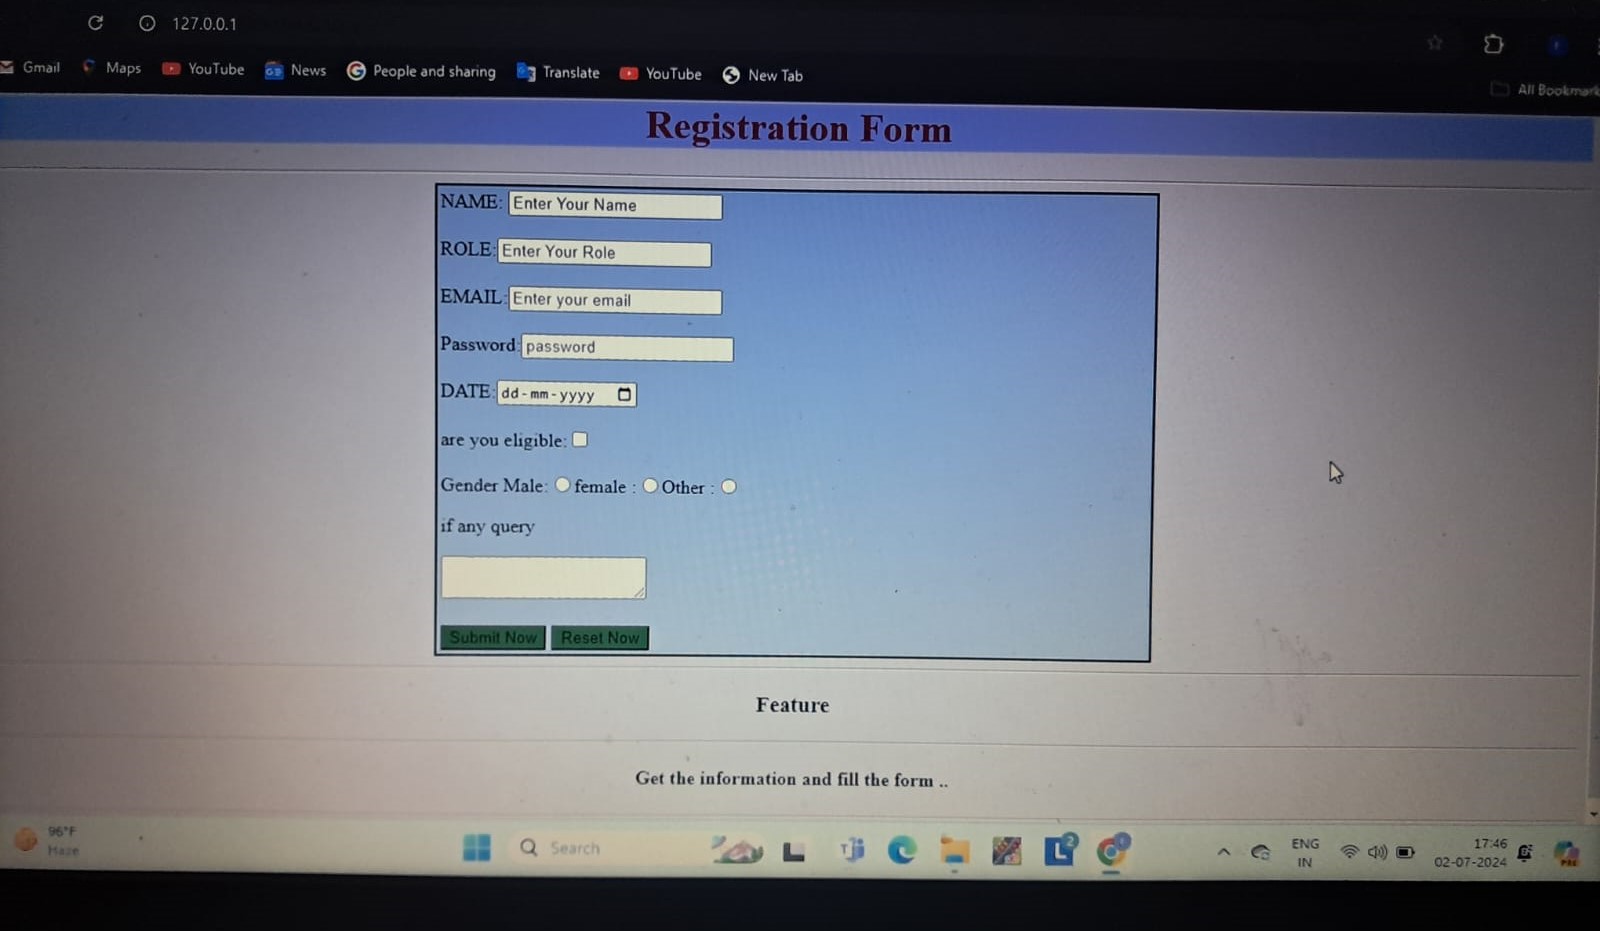 127.0.0.1
Gmail Maps YouTube News People and sharing Translate YouTube New Tab
All Bookmark
Registration Form
NAME: Enter Your Name
ROLE: Enter Your Role
EMAIL: Enter your email
Password: password
DATE: dd-mm-yyyy
are you eligible:
Gender Male: female : Other :
if any query
Submit Now Reset Now
Feature
Get the information and fill the form ..
96°F
Haze
Search
ENG
IN
17:46
02-07-2024